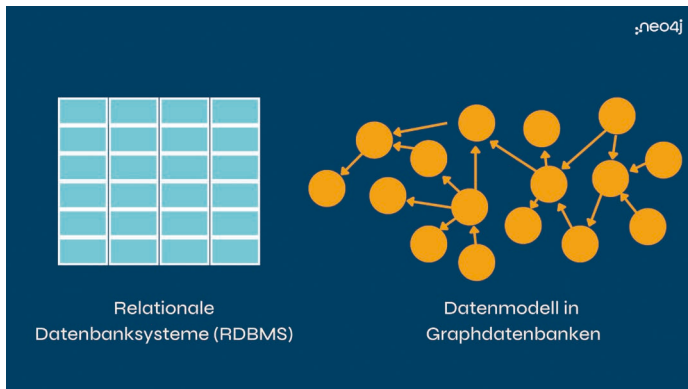 :neo4j
Relationale
Datenbanksysteme (RDBMS)
Datenmodell in
Graphdatenbanken